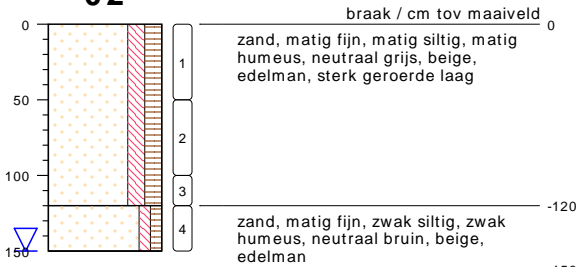 braak / cm tov maaiveld
0
0
zand, matig fijn, matig siltig, matig
humeus, neutraal grijs, beige,
edelman, sterk geroerde laag
1
50
2
100
3
-120
4
zand, matig fijn, zwak siltig, zwak
humeus, neutraal bruin, beige,
edelman
150